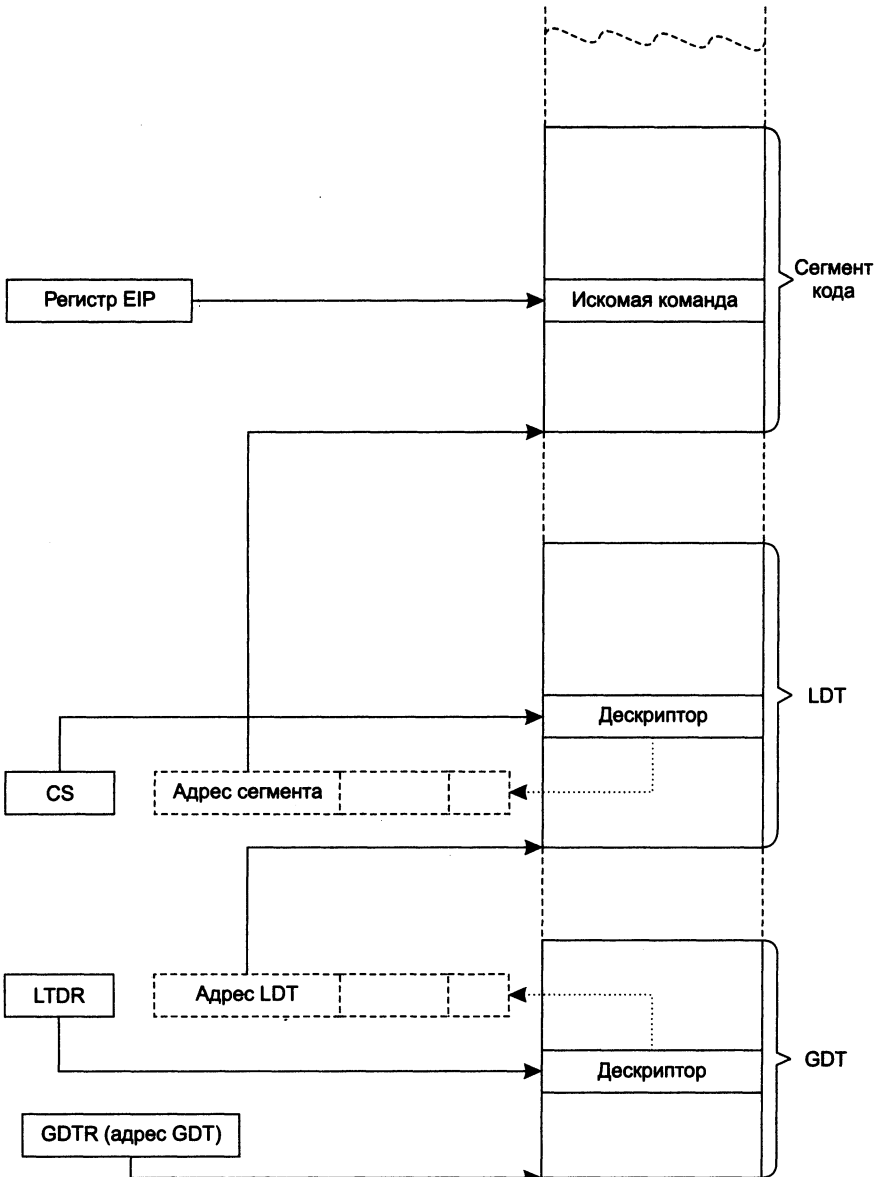 Сегмент
кода
Регистр EIP
Искомая команда
LDT
Дескриптор
CS
Адрес сегмента
LTDR
Адрес LDT
GDT
Дескриптор
GDTR (адрес GDT)